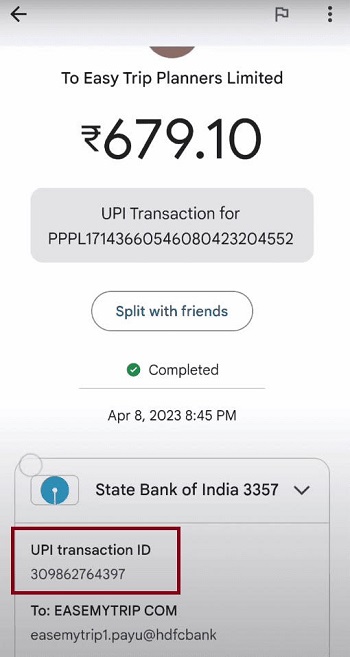 To Easy Trip Planners Limited
₹679.10
UPI Transaction for
PPPL17143660546080423204552
Split with friends
Completed
Apr 8, 2023 8:45 PM
State Bank of India 3357
UPI transaction ID
309862764397
To: EASEMYTRIP COM
easemytrip1.payu@hdfcbank